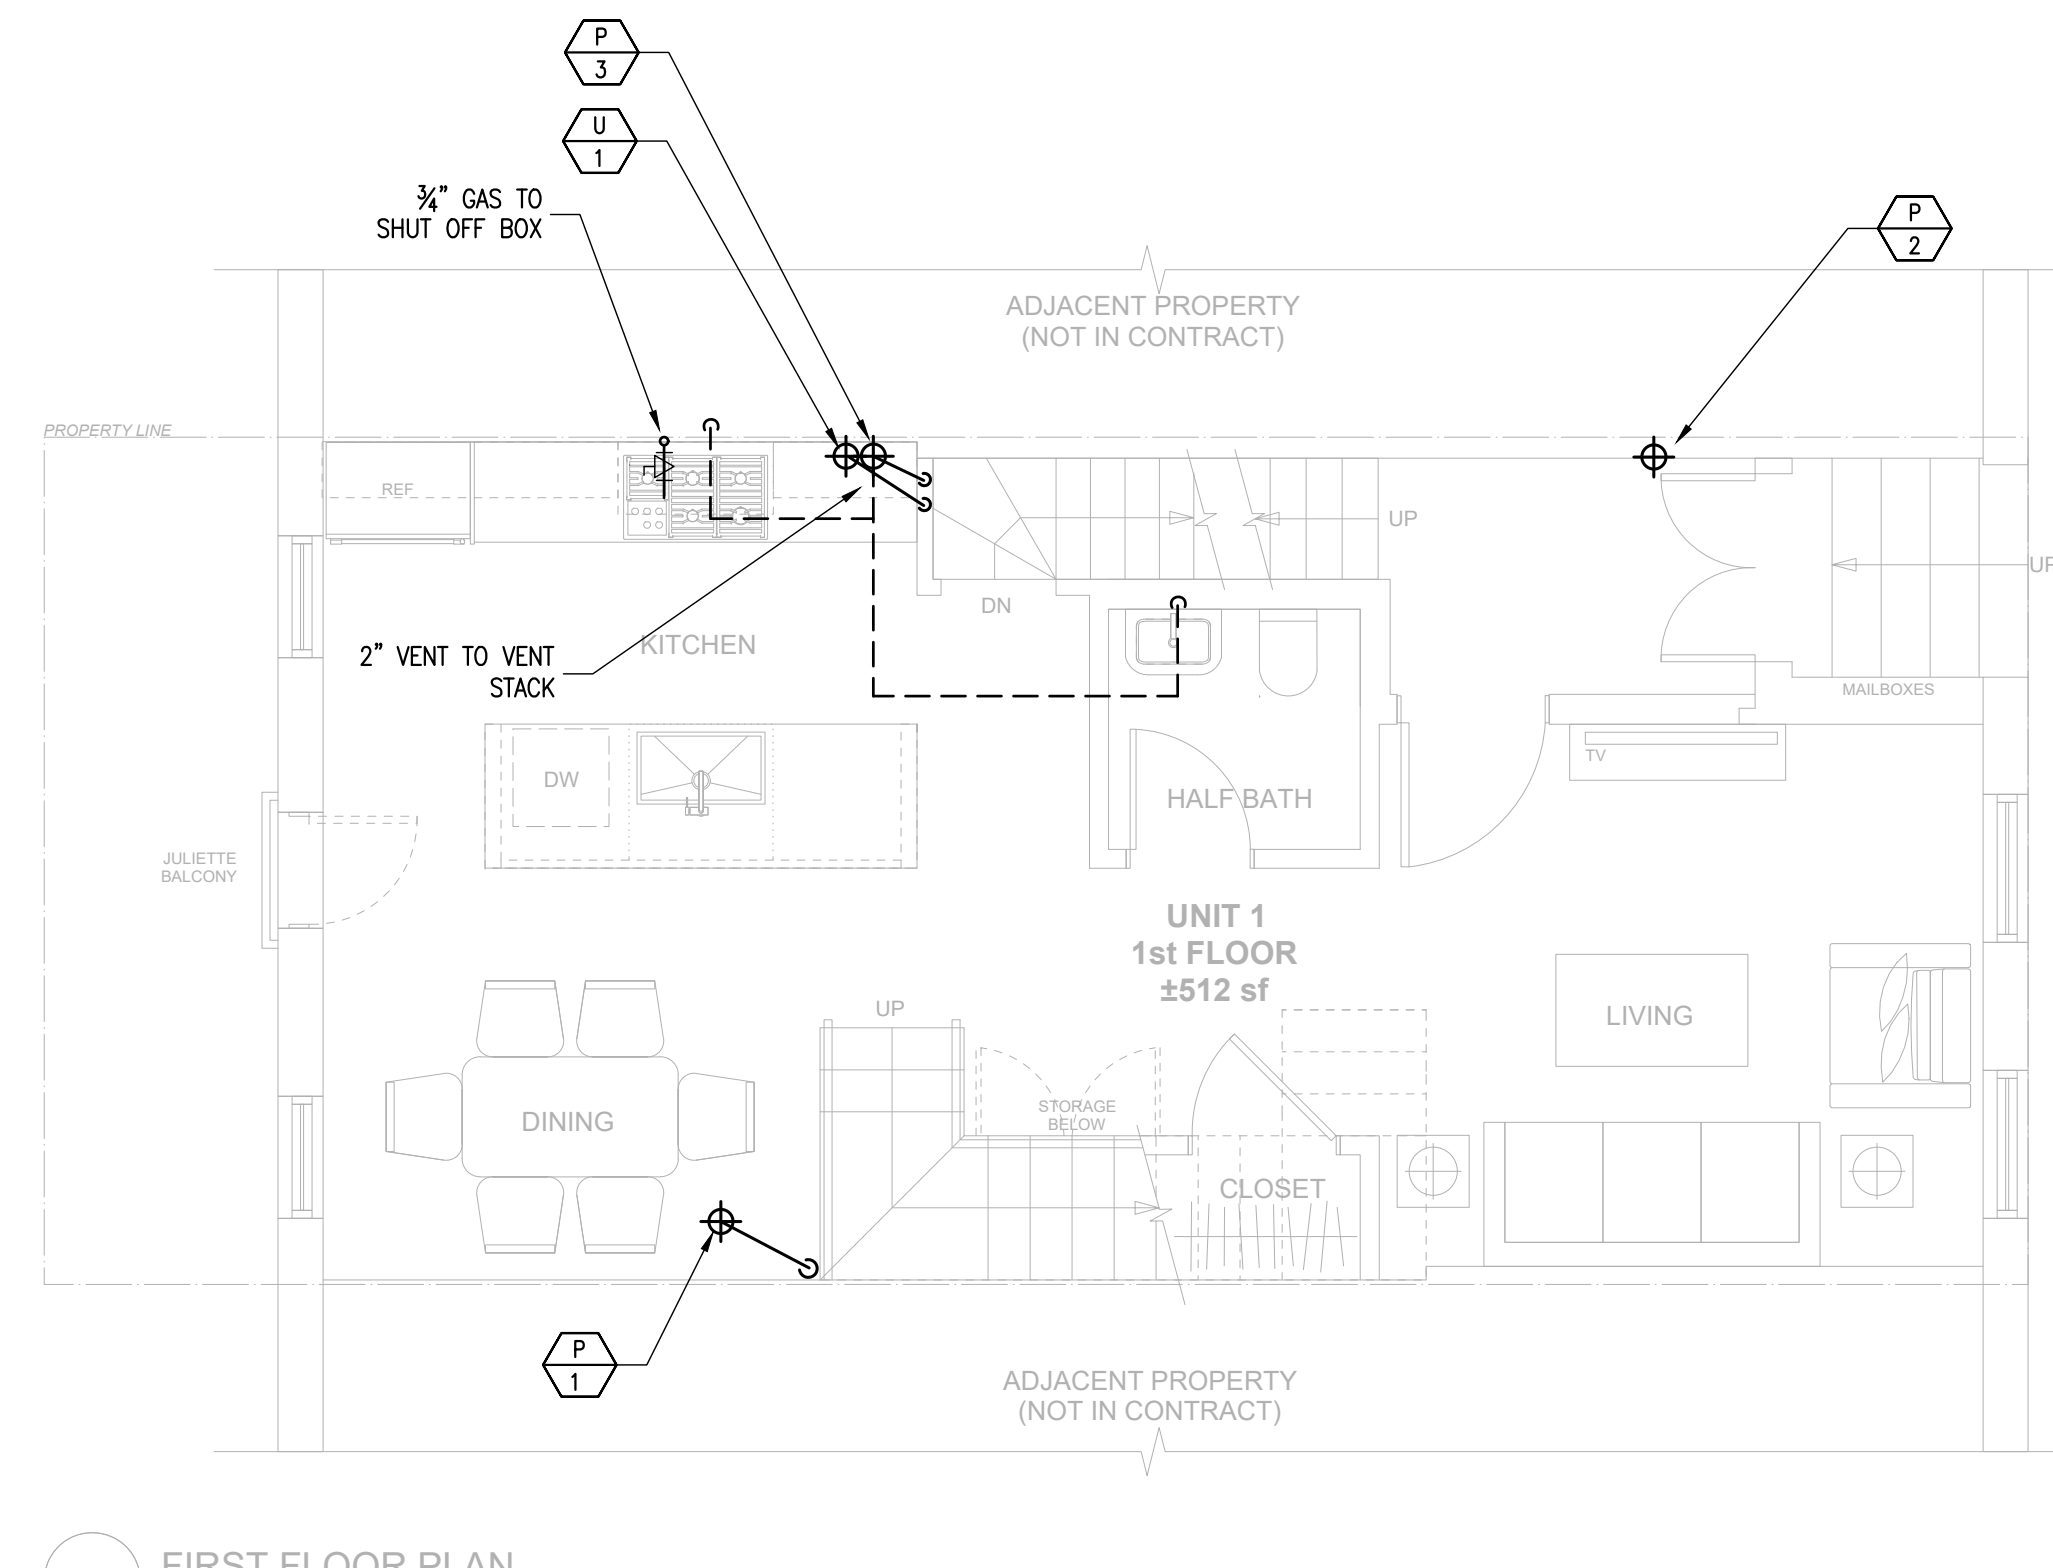 P
3
U
1
¾" GAS TO
SHUT OFF BOX
P
2
ADJACENT PROPERTY
(NOT IN CONTRACT)
PROPERTY LINE
REF
UP
UP
DN
KITCHEN
2" VENT TO VENT
STACK
MAILBOXES
TV
DW
HALF BATH
JULIETTE
BALCONY
UNIT 1
1st FLOOR
±512 sf
UP
LIVING
STORAGE
BELOW
DINING
CLOSET
P
1
ADJACENT PROPERTY
(NOT IN CONTRACT)
FIRST FLOOR PLAN